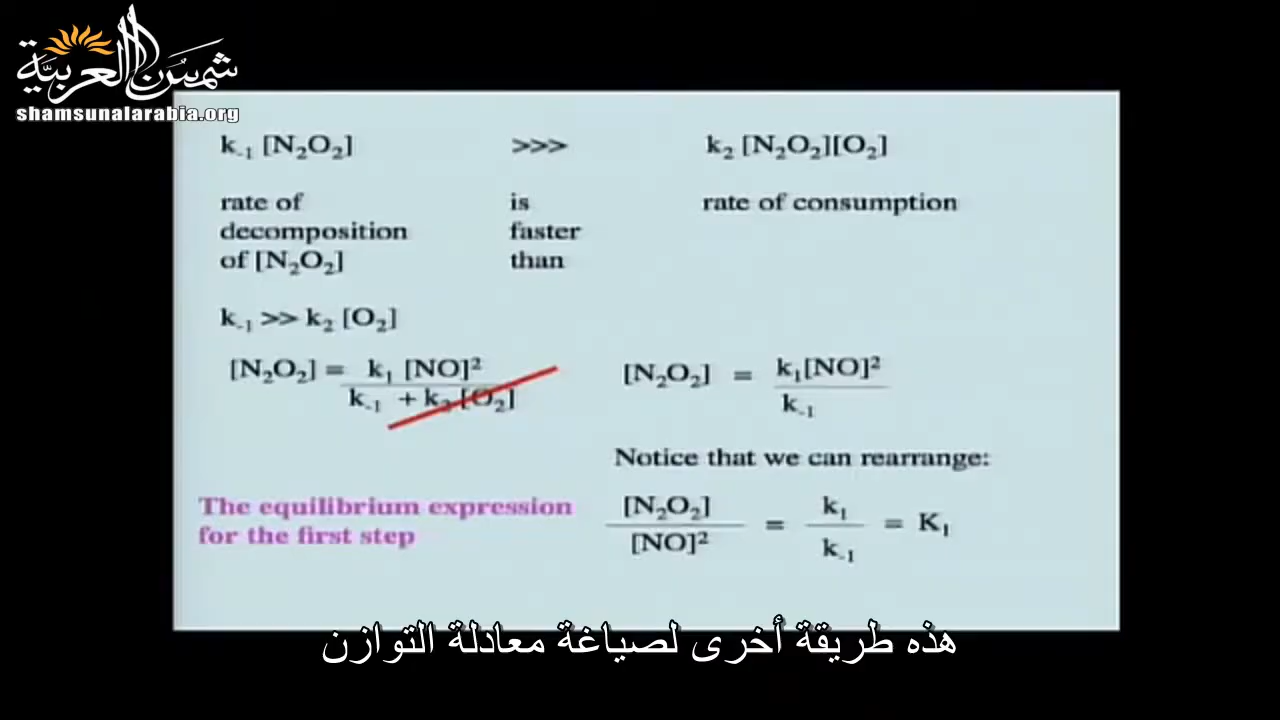 شمس العربية
shamsunalarabia.org
k₋₁ [N₂O₂] >>> k₂ [N₂O₂][O₂]
rate of is rate of consumption
decomposition faster
of [N₂O₂] than
k₋₁ >> k₂ [O₂]
[N₂O₂] = k₁ [NO]² / k₋₁ + k₂ [O₂]
[N₂O₂] = k₁[NO]² / k₋₁
Notice that we can rearrange:
The equilibrium expression
for the first step
[N₂O₂] / [NO]² = k₁ / k₋₁ = K₁
هذه طريقة أخرى لصياغة معادلة التوازن